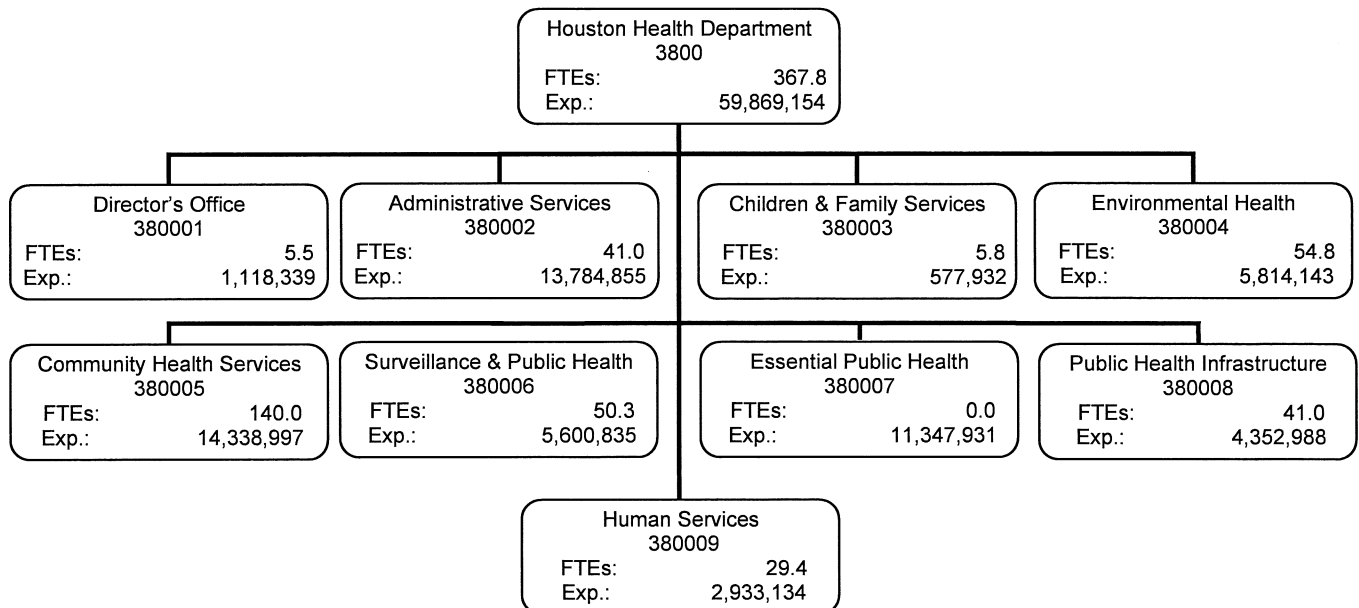 Houston Health Department
3800
FTEs: 367.8
Exp.: 59,869,154
Director's Office
380001
FTEs: 5.5
Exp.: 1,118,339
Administrative Services
380002
FTEs: 41.0
Exp.: 13,784,855
Children & Family Services
380003
FTEs: 5.8
Exp.: 577,932
Environmental Health
380004
FTEs: 54.8
Exp.: 5,814,143
Community Health Services
380005
FTEs: 140.0
Exp.: 14,338,997
Surveillance & Public Health
380006
FTEs: 50.3
Exp.: 5,600,835
Essential Public Health
380007
FTEs: 0.0
Exp.: 11,347,931
Public Health Infrastructure
380008
FTEs: 41.0
Exp.: 4,352,988
Human Services
380009
FTEs: 29.4
Exp.: 2,933,134